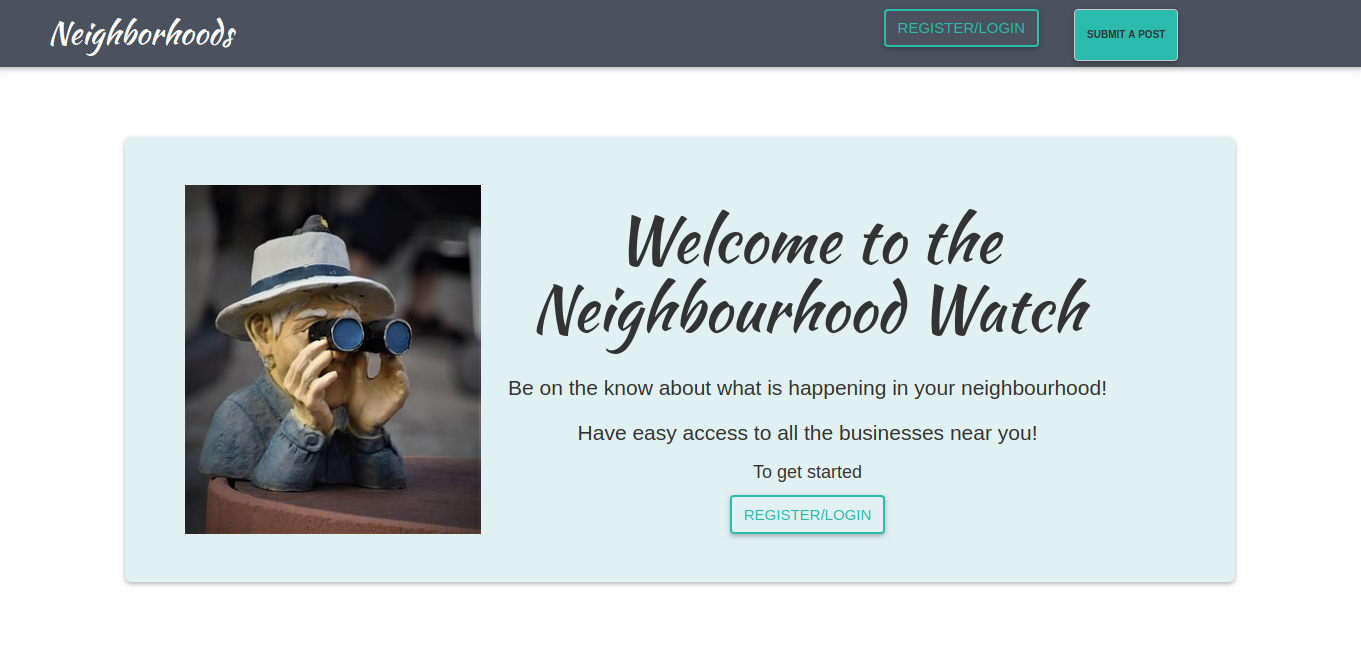 Neighborhoods
REGISTER/LOGIN
SUBMIT A POST
Welcome to the
Neighbourhood Watch
Be on the know about what is happening in your neighbourhood!
Have easy access to all the businesses near you!
To get started
REGISTER/LOGIN